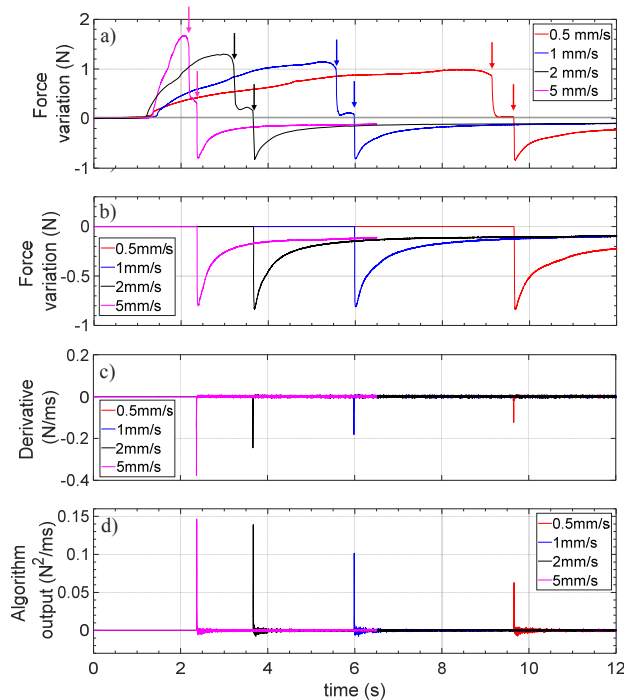 a)
Force
variation (N)
2
1
0
-1
0.5 mm/s
1 mm/s
2 mm/s
5 mm/s
b)
Force
variation (N)
0
-0.5
-1
0.5mm/s
1mm/s
2mm/s
5mm/s
c)
Derivative
(N/ms)
0.2
0
-0.2
-0.4
0.5mm/s
1mm/s
2mm/s
5mm/s
d)
Algorithm
output (N²/ms)
0.15
0.1
0.05
0
0.5mm/s
1mm/s
2mm/s
5mm/s
0 2 4 6 8 10 12
time (s)